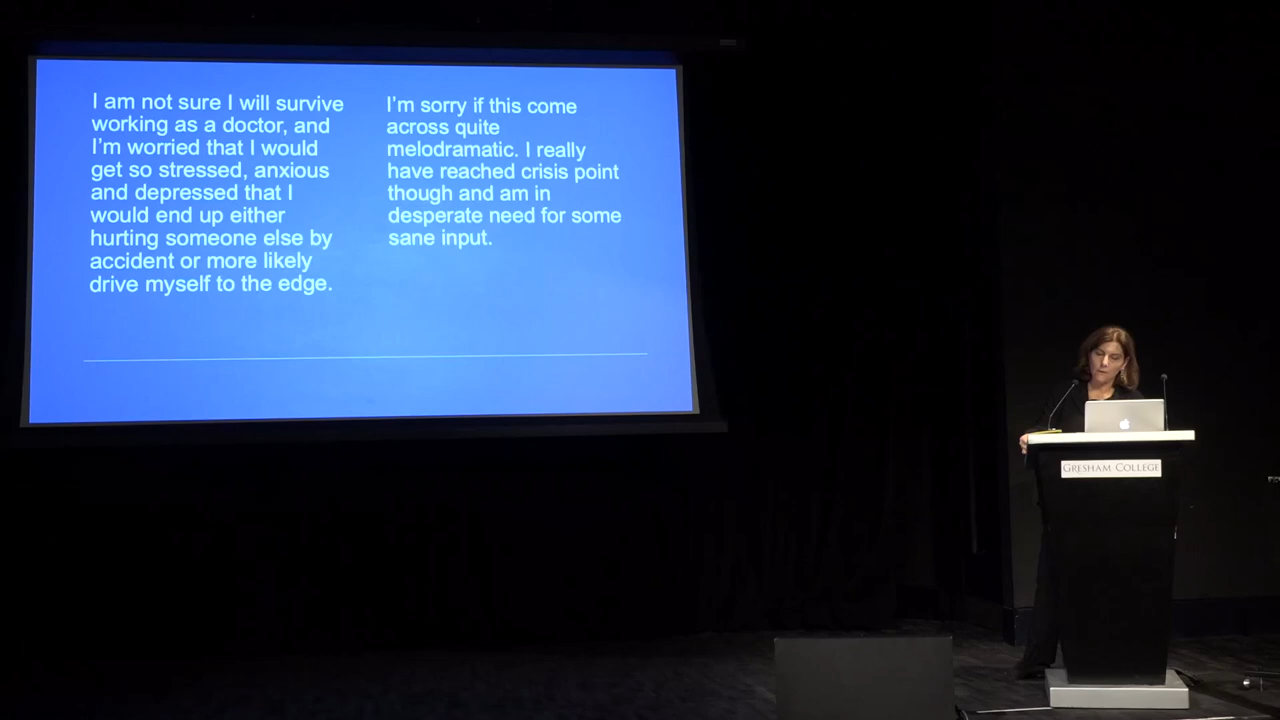 I am not sure I will survive
working as a doctor, and
I'm worried that I would
get so stressed, anxious
and depressed that I
would end up either
hurting someone else by
accident or more likely
drive myself to the edge.
I'm sorry if this come
across quite
melodramatic. I really
have reached crisis point
though and am in
desperate need for some
sane input.
GRESHAM COLLEGE